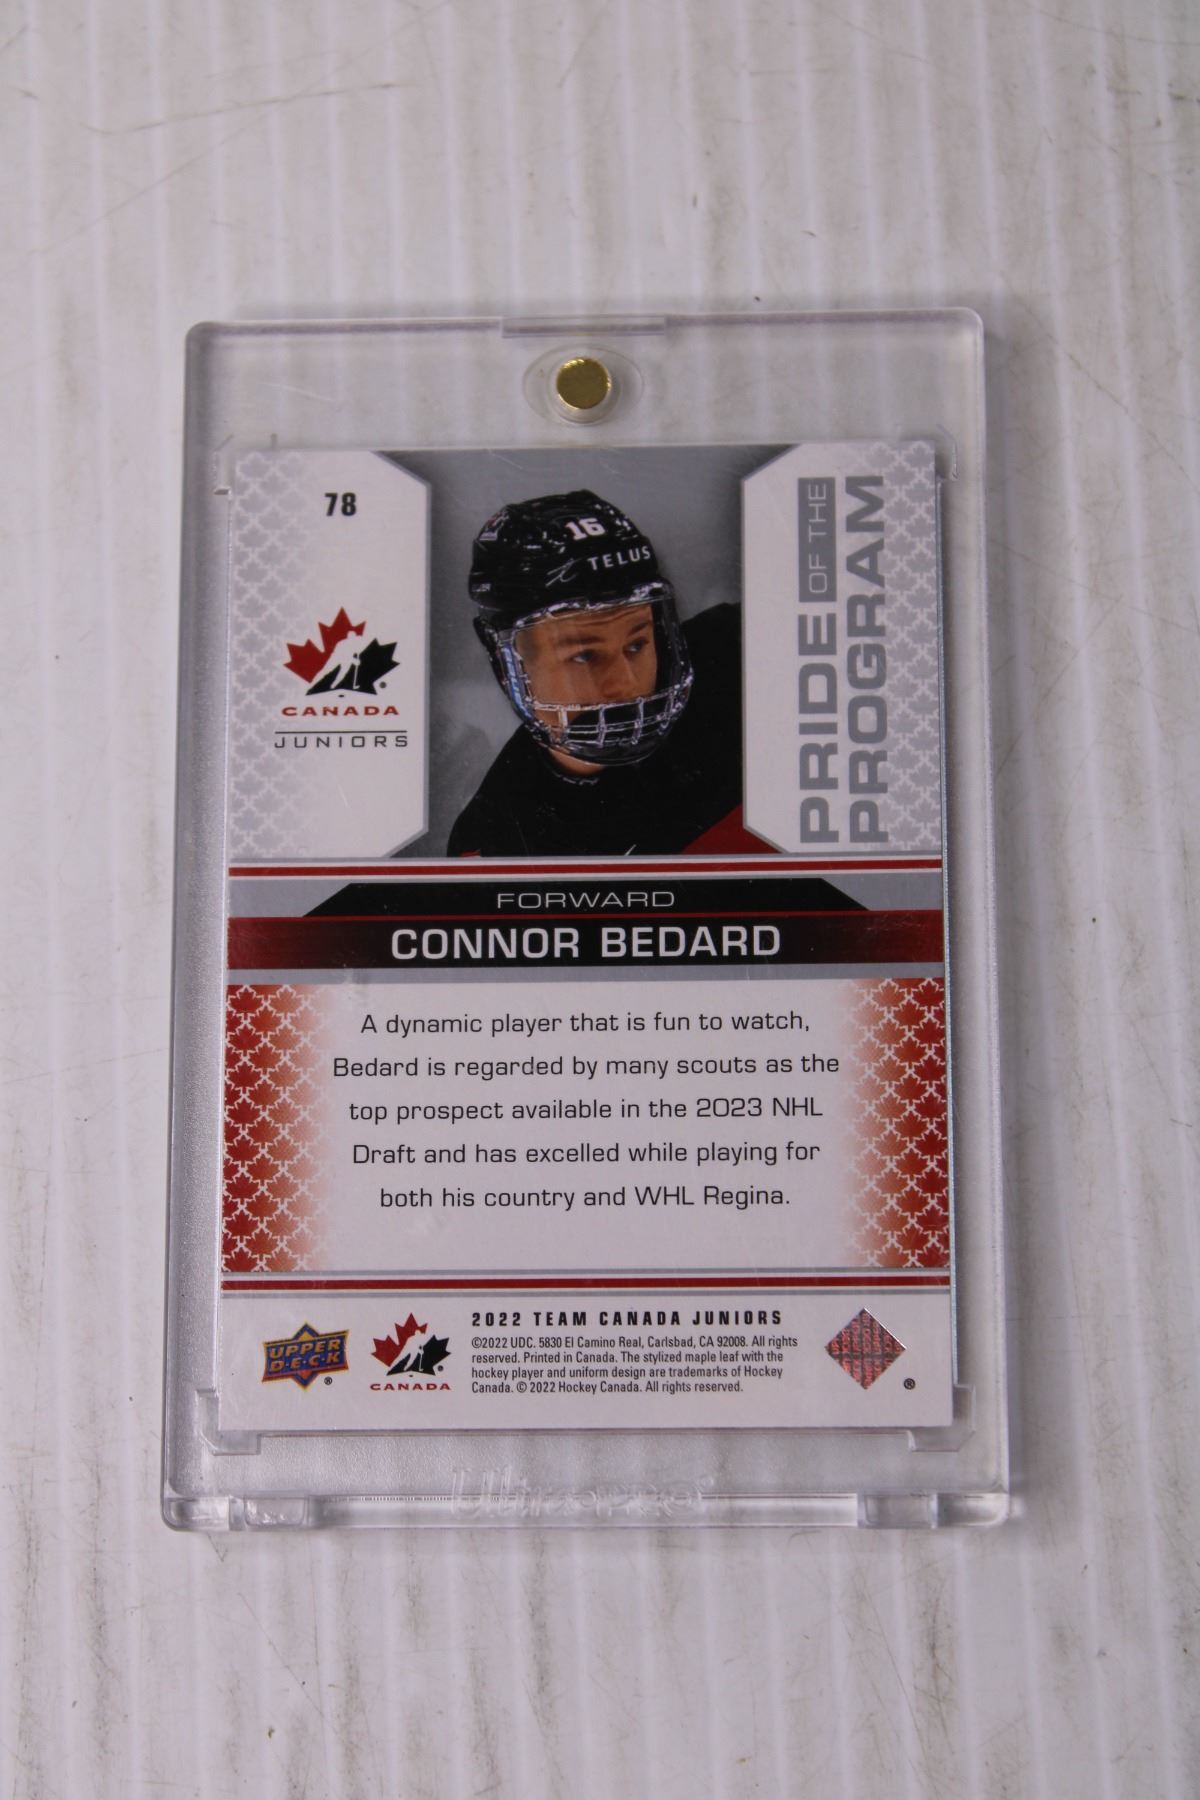 78
16
TELUS
CANADA
JUNIORS
PRIDE OF THE
PROGRAM
FORWARD
CONNOR BEDARD
A dynamic player that is fun to watch,
Bedard is regarded by many scouts as the
top prospect available in the 2023 NHL
Draft and has excelled while playing for
both his country and WHL Regina.
UPPER
D•E•C•K
®
CANADA
2022 TEAM CANADA JUNIORS
©2022 UDC. 5830 El Camino Real, Carlsbad, CA 92008. All rights
reserved. Printed in Canada. The stylized maple leaf with the
hockey player and uniform design are trademarks of Hockey
Canada. © 2022 Hockey Canada. All rights reserved.
®
Ultra•PRO